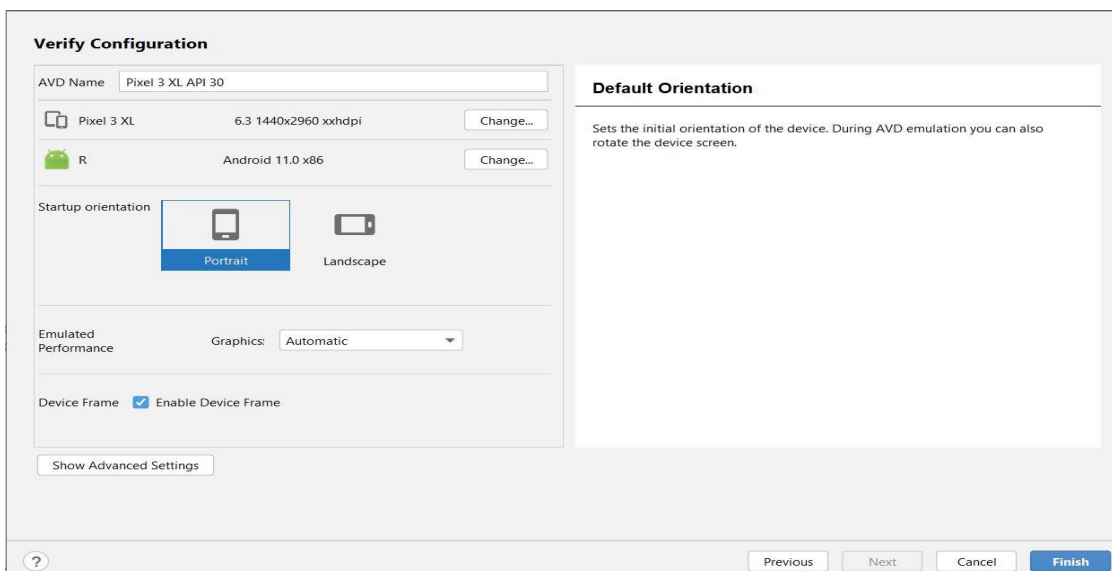 Verify Configuration
AVD Name Pixel 3 XL API 30
Pixel 3 XL 6.3 1440x2960 xxhdpi Change...
R Android 11.0 x86 Change...
Startup orientation
Portrait
Landscape
Emulated
Performance
Graphics: Automatic
Device Frame Enable Device Frame
Show Advanced Settings
Default Orientation
Sets the initial orientation of the device. During AVD emulation you can also
rotate the device screen.
? Previous Next Cancel Finish